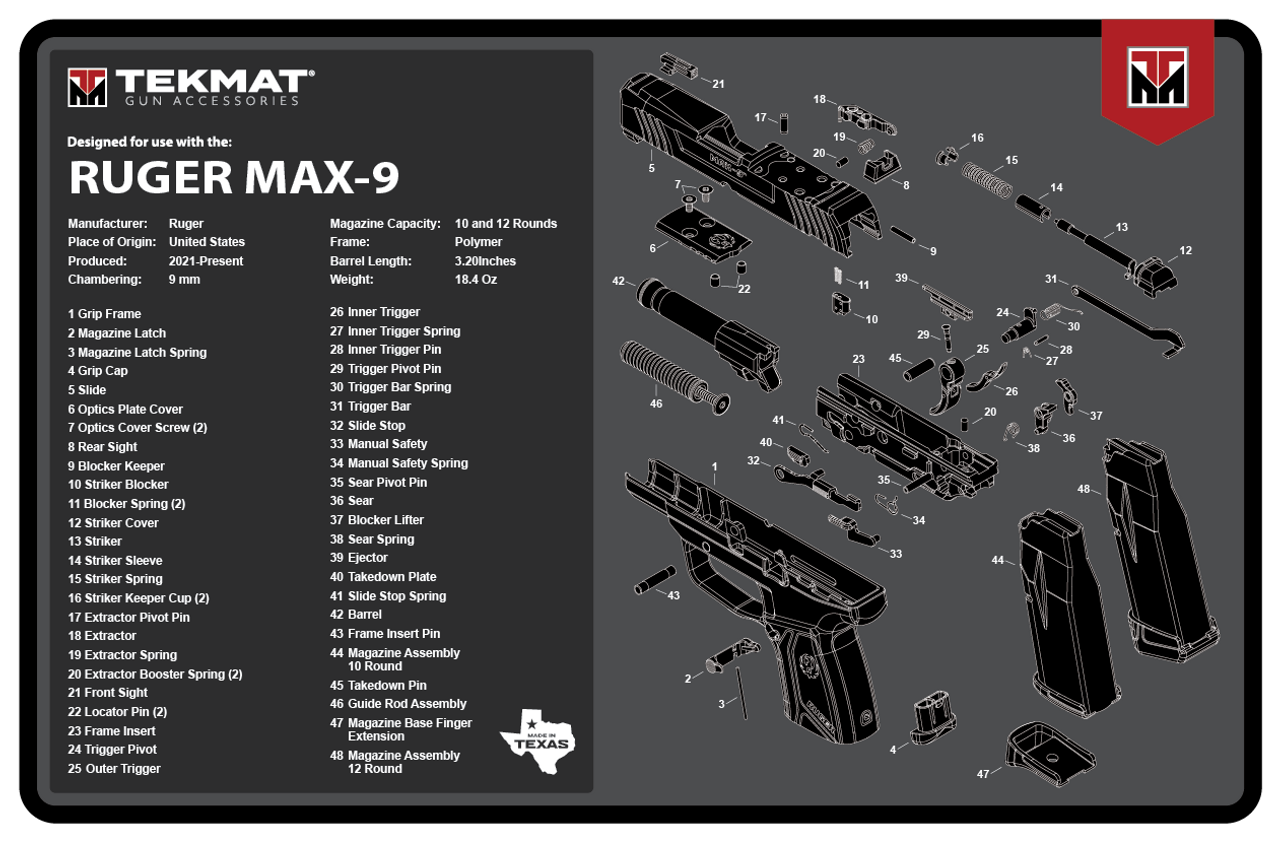 TEKMAT®
GUN ACCESSORIES
Designed for use with the:
RUGER MAX-9
Manufacturer: Ruger
Place of Origin: United States
Produced: 2021-Present
Chambering: 9 mm
Magazine Capacity: 10 and 12 Rounds
Frame: Polymer
Barrel Length: 3.20Inches
Weight: 18.4 Oz
1 Grip Frame
2 Magazine Latch
3 Magazine Latch Spring
4 Grip Cap
5 Slide
6 Optics Plate Cover
7 Optics Cover Screw (2)
8 Rear Sight
9 Blocker Keeper
10 Striker Blocker
11 Blocker Spring (2)
12 Striker Cover
13 Striker
14 Striker Sleeve
15 Striker Spring
16 Striker Keeper Cup (2)
17 Extractor Pivot Pin
18 Extractor
19 Extractor Spring
20 Extractor Booster Spring (2)
21 Front Sight
22 Locator Pin (2)
23 Frame Insert
24 Trigger Pivot
25 Outer Trigger
26 Inner Trigger
27 Inner Trigger Spring
28 Inner Trigger Pin
29 Trigger Pivot Pin
30 Trigger Bar Spring
31 Trigger Bar
32 Slide Stop
33 Manual Safety
34 Manual Safety Spring
35 Sear Pivot Pin
36 Sear
37 Blocker Lifter
38 Sear Spring
39 Ejector
40 Takedown Plate
41 Slide Stop Spring
42 Barrel
43 Frame Insert Pin
44 Magazine Assembly
10 Round
45 Takedown Pin
46 Guide Rod Assembly
47 Magazine Base Finger
Extension
48 Magazine Assembly
12 Round
MADE IN
TEXAS
21
17
18
19
20
5
7
8
16
15
14
13
12
6
9
22
11
10
42
39
31
24
30
29
25
28
27
26
45
23
46
20
37
36
38
41
40
32
1
35
34
33
48
44
43
2
3
4
47
MAX-9
RUGER